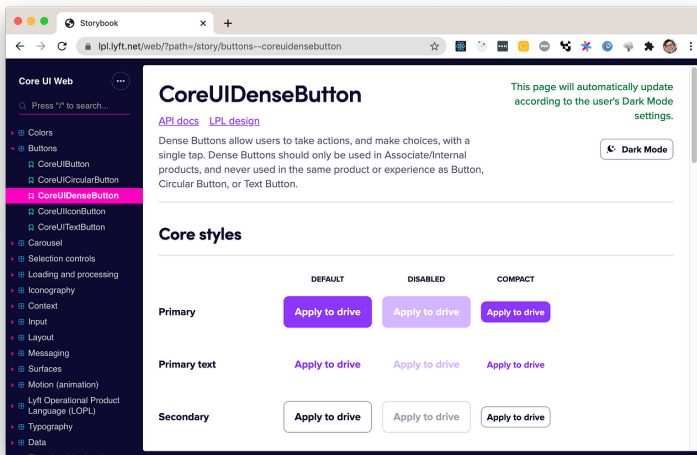 Storybook
lpl.lyft.net/web/?path=/story/buttons--coreuidensebutton
Core UI Web
Press "/" to search...
Colors
Buttons
CoreUIButton
CoreUICircularButton
CoreUIDenseButton
CoreUIIconButton
CoreUITextButton
Carousel
Selection controls
Loading and processing
Iconography
Context
Input
Layout
Messaging
Surfaces
Motion (animation)
Lyft Operational Product
Language (LOPL)
Typography
Data
CoreUIDenseButton
API docs LPL design
Dense Buttons allow users to take actions, and make choices, with a
single tap. Dense Buttons should only be used in Associate/Internal
products, and never used in the same product or experience as Button,
Circular Button, or Text Button.
This page will automatically update
according to the user's Dark Mode
settings.
Dark Mode
Core styles
DEFAULT DISABLED COMPACT
Primary Apply to drive Apply to drive Apply to drive
Primary text Apply to drive Apply to drive Apply to drive
Secondary Apply to drive Apply to drive Apply to drive